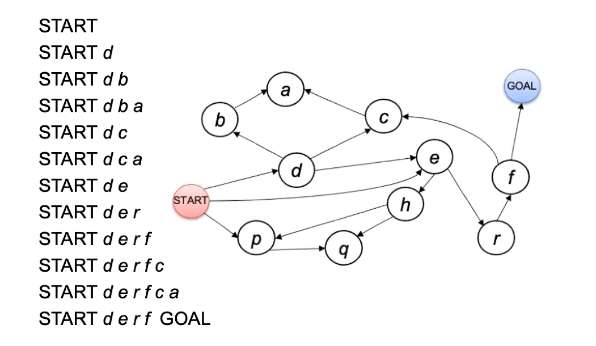 START
START d
START d b
START d b a
START d c
START d c a
START d e
START d e r
START d e r f
START d e r f c
START d e r f c a
START d e r f GOAL
GOAL
a
c
b
e
d
f
START
h
r
p
q